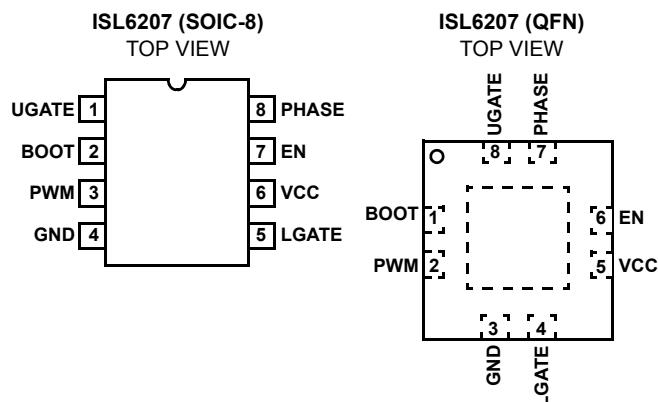 ISL6207 (SOIC-8)
TOP VIEW
UGATE 1
BOOT 2
PWM 3
GND 4
8 PHASE
7 EN
6 VCC
5 LGATE
ISL6207 (QFN)
TOP VIEW
UGATE
PHASE
8
7
BOOT 1
PWM 2
6 EN
5 VCC
3
4
GND
LGATE